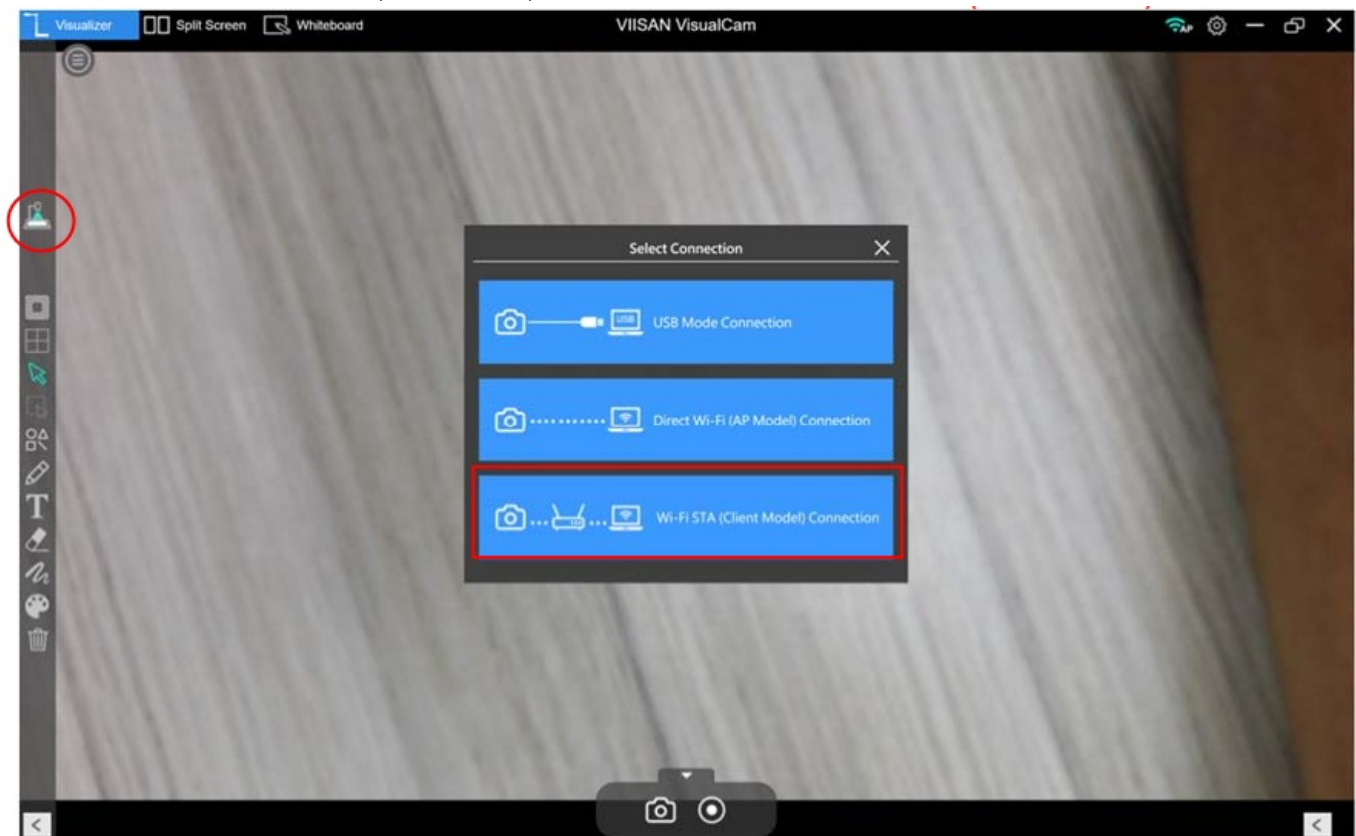 Visualizer Split Screen Whiteboard VIISAN VisualCam AP
Select Connection
USB USB Mode Connection
Direct Wi-Fi (AP Model) Connection
Wi-Fi STA (Client Model) Connection
T